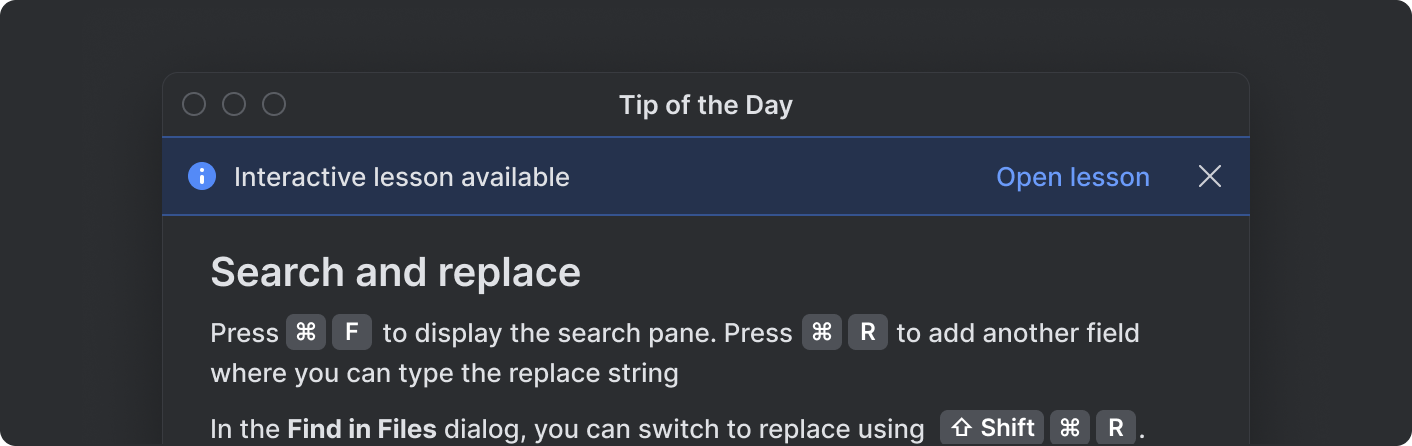 Tip of the Day
Interactive lesson available Open lesson
Search and replace
Press ⌘ F to display the search pane. Press ⌘ R to add another field
where you can type the replace string
In the Find in Files dialog, you can switch to replace using ⇧ Shift ⌘ R.